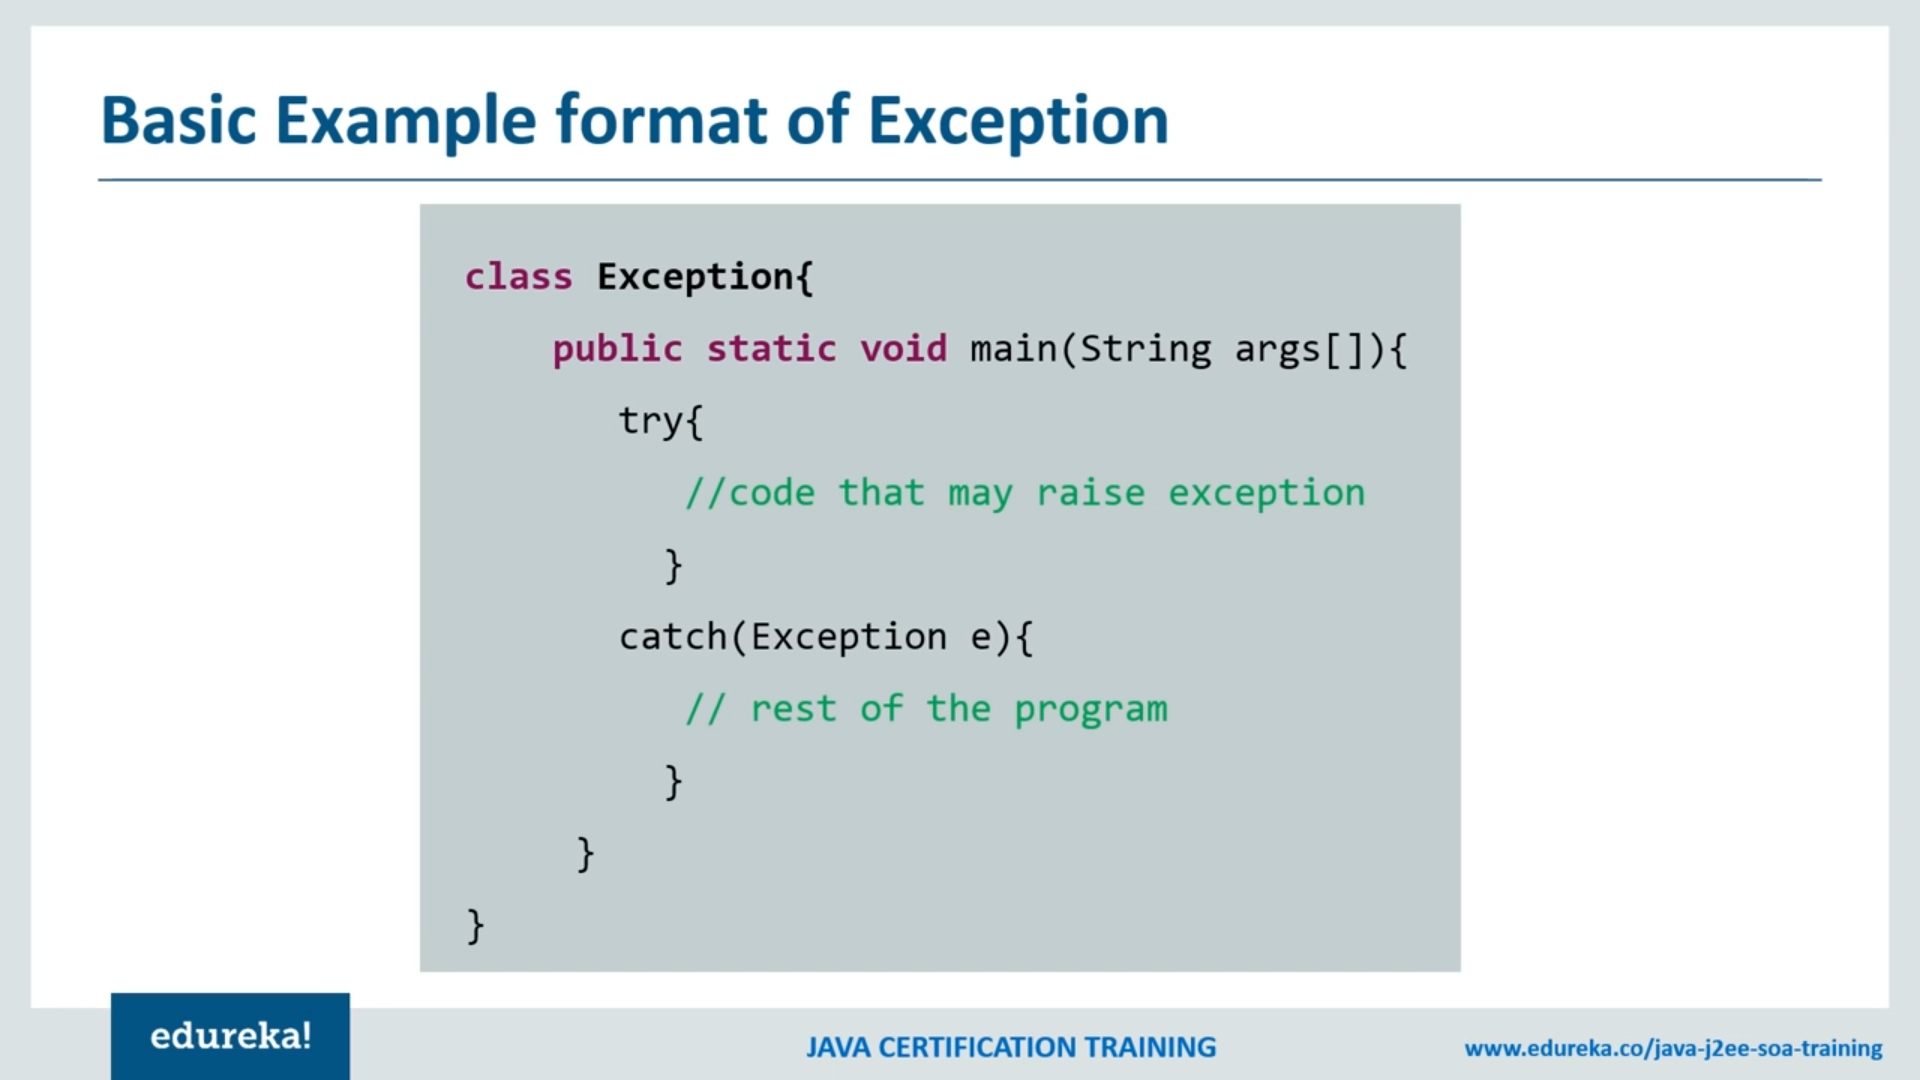 Basic Example format of Exception
class Exception{
public static void main(String args[]){
try{
//code that may raise exception
}
catch(Exception e){
// rest of the program
}
}
}
edureka!
JAVA CERTIFICATION TRAINING
www.edureka.co/java-j2ee-soa-training